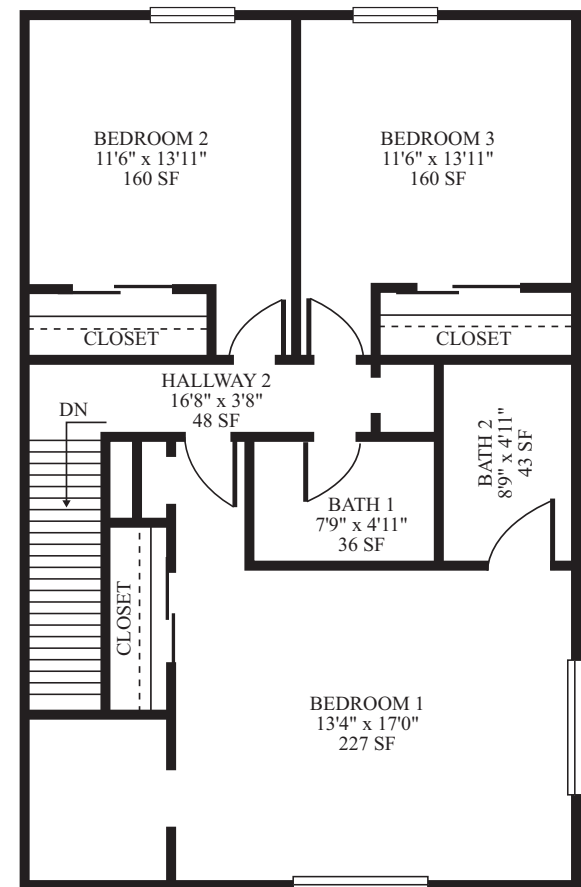 BEDROOM 2
11'6" x 13'11"
160 SF
BEDROOM 3
11'6" x 13'11"
160 SF
CLOSET
CLOSET
HALLWAY 2
16'8" x 3'8"
48 SF
DN
BATH 2
8'9" x 4'11"
43 SF
BATH 1
7'9" x 4'11"
36 SF
CLOSET
BEDROOM 1
13'4" x 17'0"
227 SF